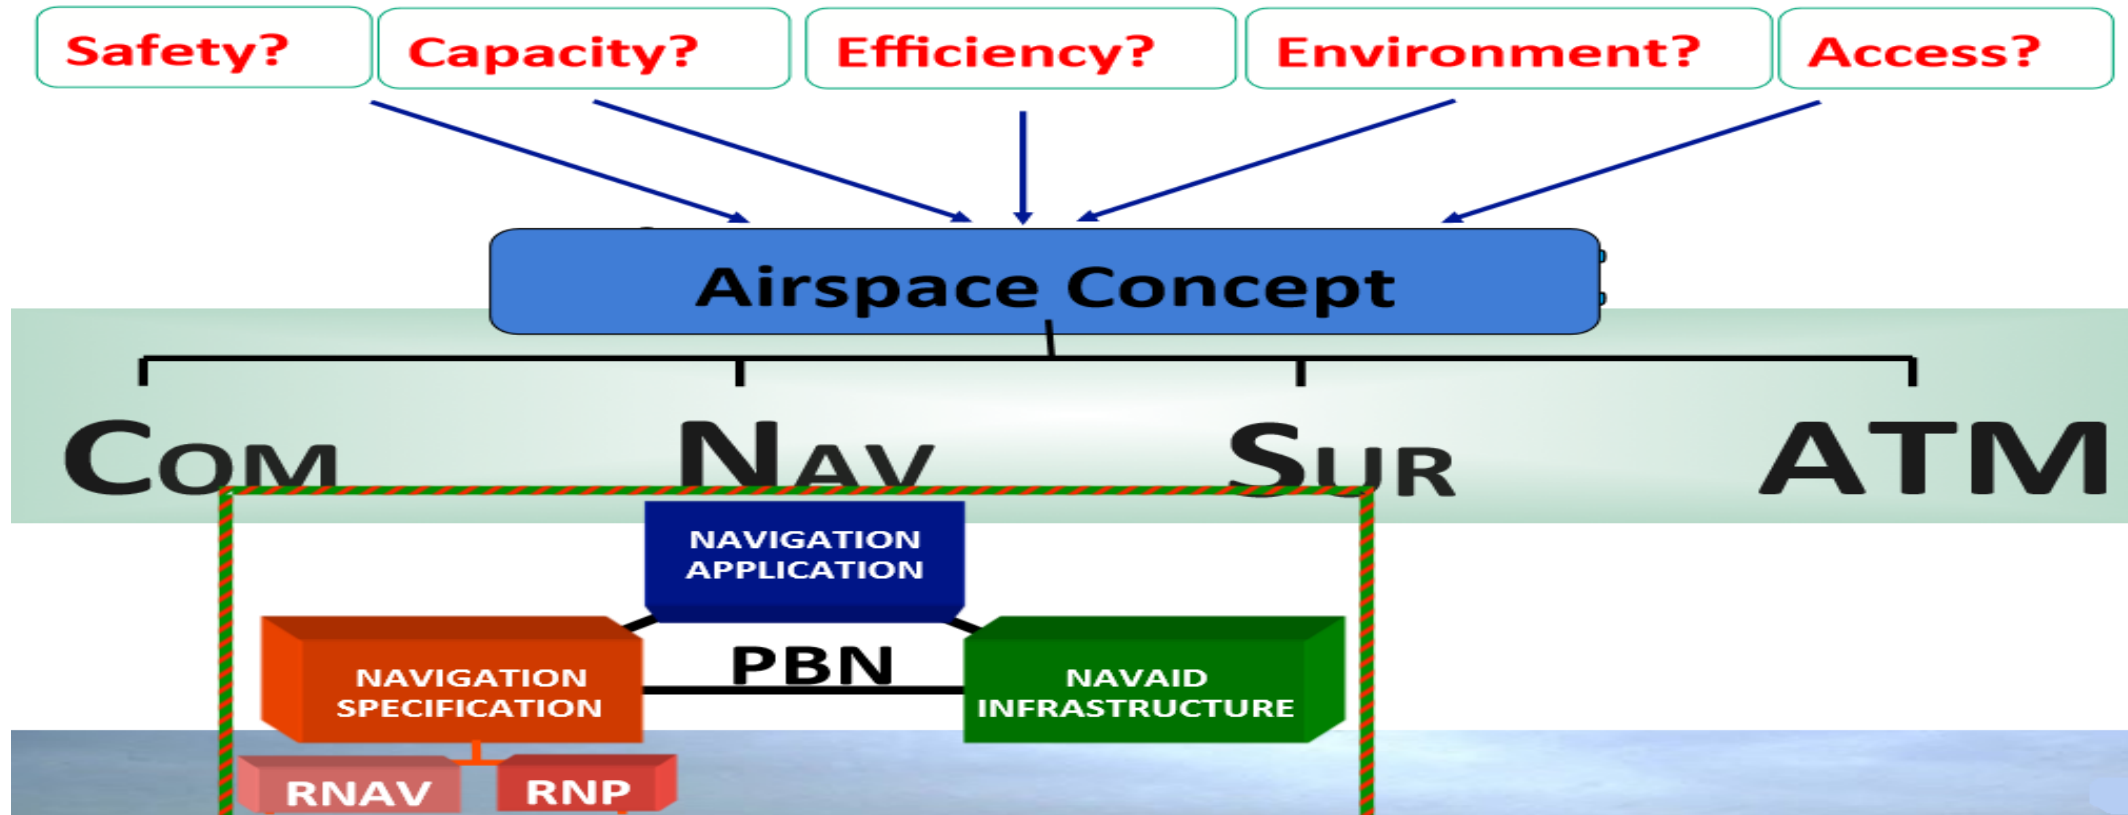 Safety? Capacity? Efficiency? Environment? Access?
Airspace Concept
COM NAV SUR ATM
NAVIGATION
APPLICATION
PBN
NAVIGATION
SPECIFICATION
NAVAID
INFRASTRUCTURE
RNAV RNP